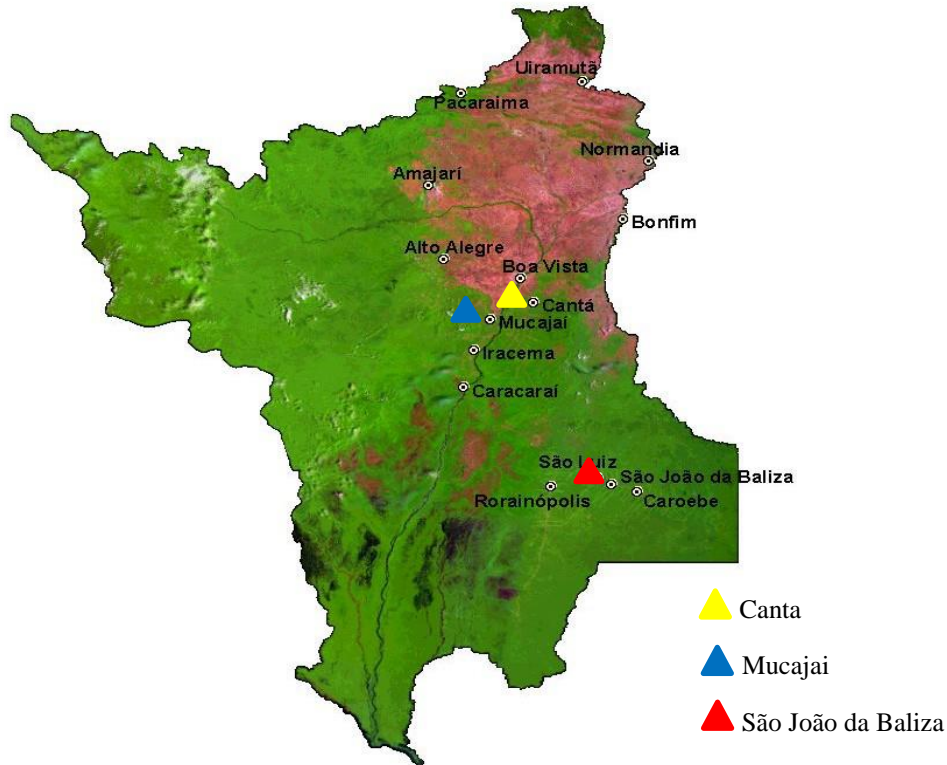 Uiramutã
Pacaraima
Normandia
Amajarí
Bonfim
Alto Alegre
Boa Vista
Cantá
Mucajaí
Iracema
Caracaraí
São Luiz
São João da Baliza
Rorainópolis
Caroebe
Canta
Mucajai
São João da Baliza